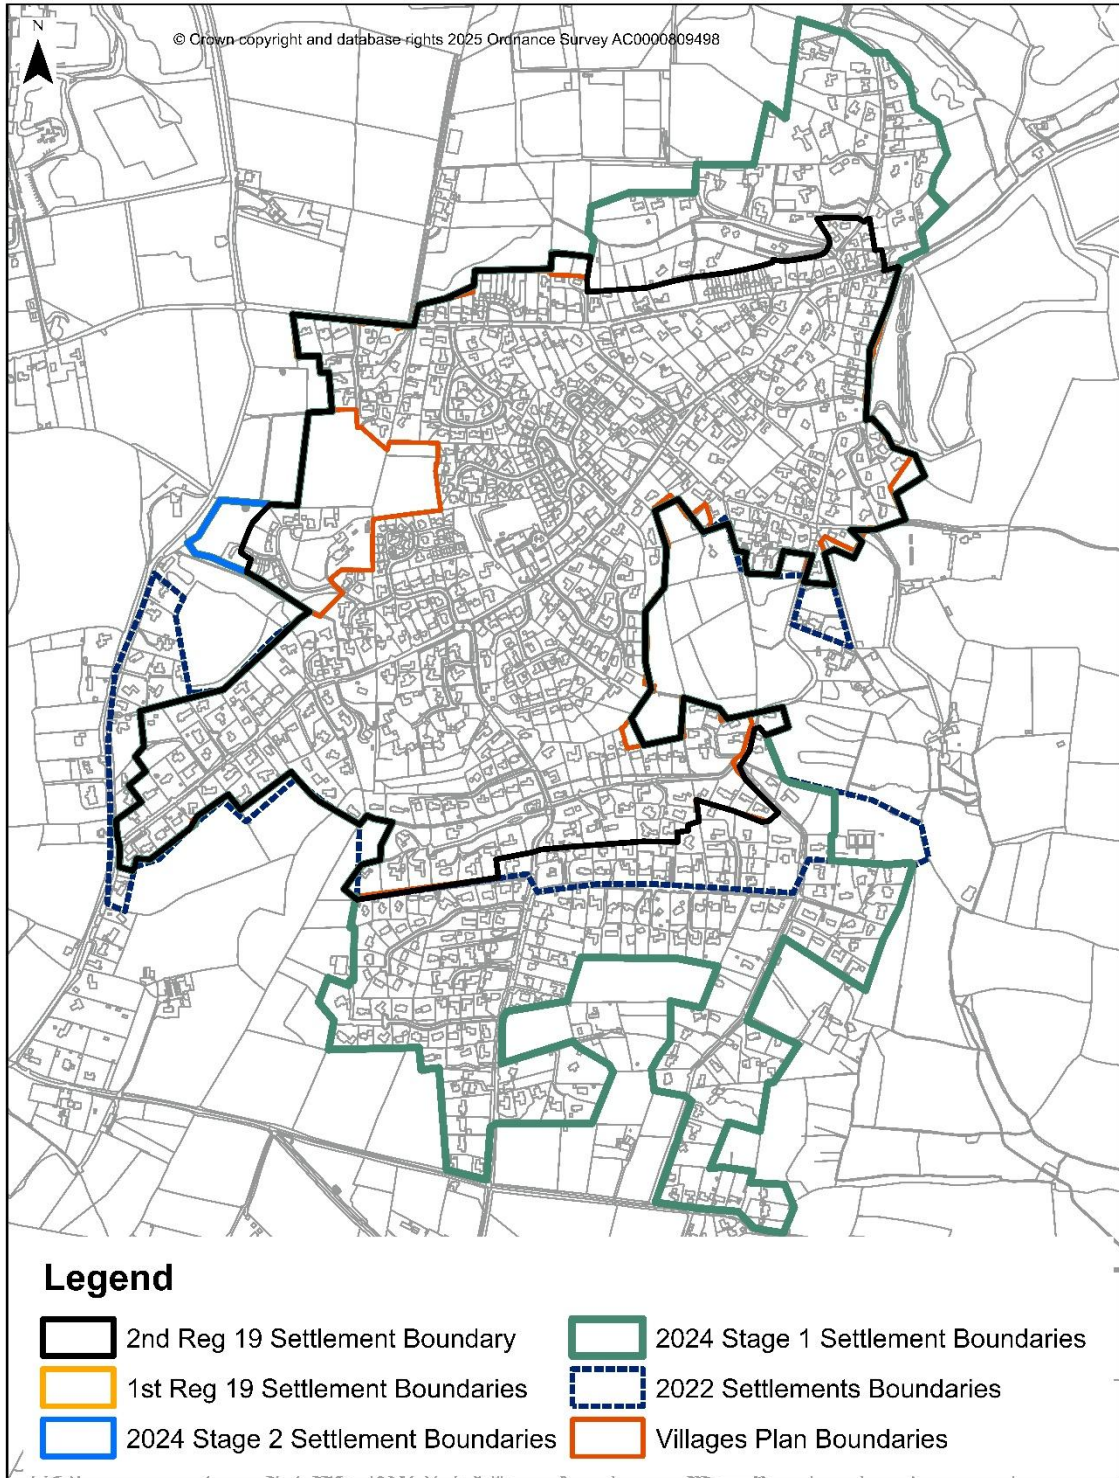 N
© Crown copyright and database rights 2025 Ordnance Survey AC0000809498
Legend
2nd Reg 19 Settlement Boundary
1st Reg 19 Settlement Boundaries
2024 Stage 2 Settlement Boundaries
2024 Stage 1 Settlement Boundaries
2022 Settlements Boundaries
Villages Plan Boundaries